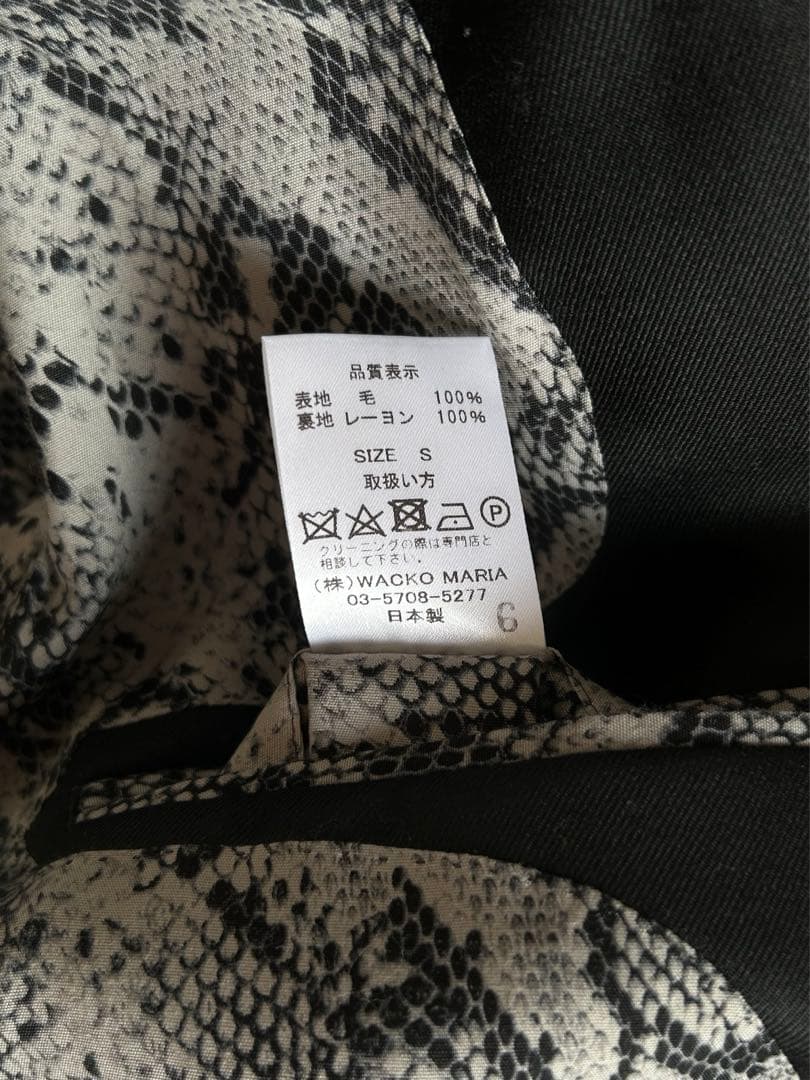 品質表示
表地 毛 100%
裏地 レーヨン 100%
SIZE S
取扱い方
P
クリーニングの際は専門店と
相談して下さい。
(株)WACKO MARIA
03-5708-5277
日本製 6